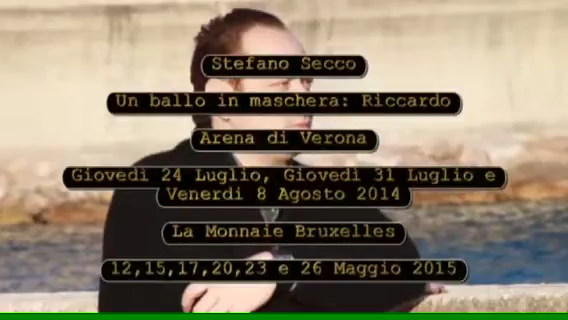 Stefano Secco
Un ballo in maschera: Riccardo
Arena di Verona
Giovedì 24 Luglio, Giovedì 31 Luglio e
Venerdì 8 Agosto 2014
La Monnaie Bruxelles
12,15,17,20,23 e 26 Maggio 2015